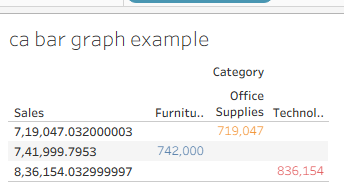 ca bar graph example
Category
Office
Sales Furnitu.. Supplies Technol..
7,19,047.032000003 719,047
7,41,999.7953 742,000
8,36,154.032999997 836,154